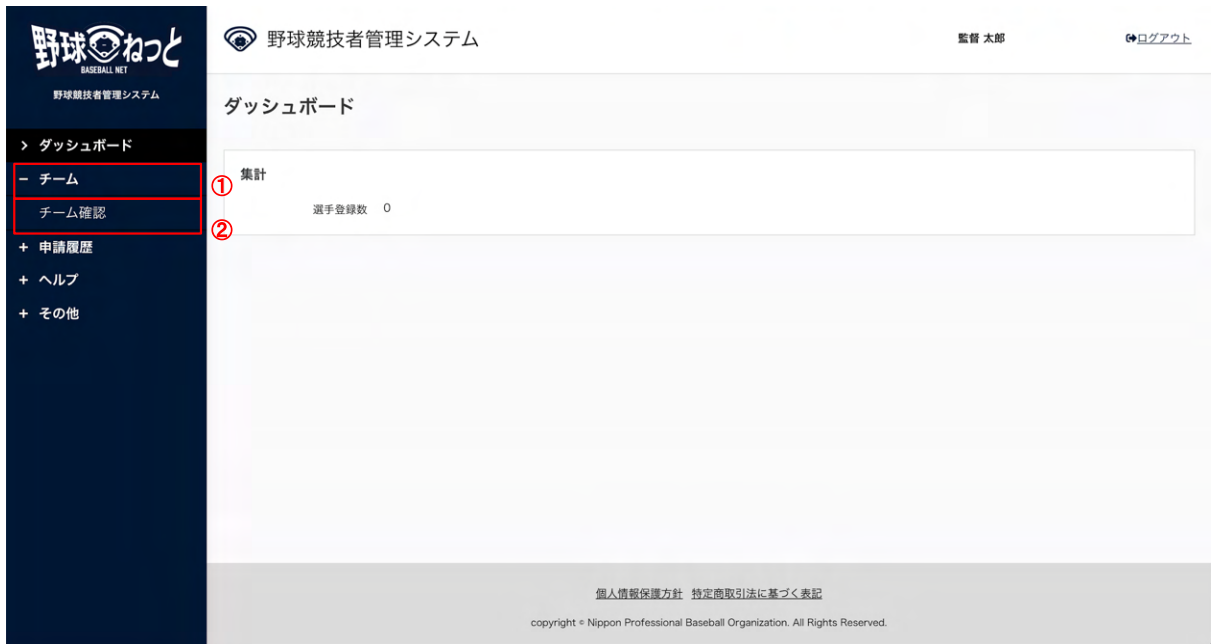 野球ねっと
BASEBALL NET
野球競技者管理システム
野球競技者管理システム
監督 太郎
ログアウト
> ダッシュボード
− チーム
チーム確認
+ 申請履歴
+ ヘルプ
+ その他
ダッシュボード
①
②
集計
選手登録数 0
個人情報保護方針 特定商取引法に基づく表記
copyright © Nippon Professional Baseball Organization. All Rights Reserved.